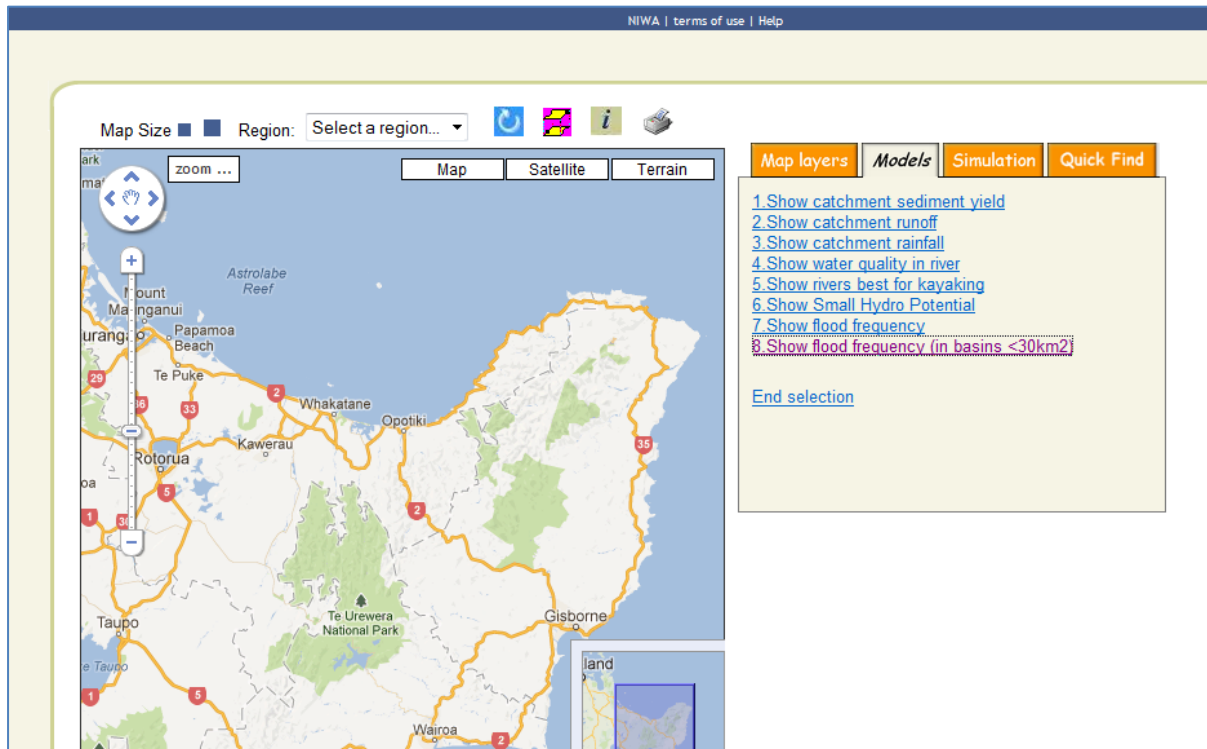 NIWA | terms of use | Help
Map Size
Region:
Select a region...
i
Map layers
Models
Simulation
Quick Find
zoom ...
Map
Satellite
Terrain
1.Show catchment sediment yield
2.Show catchment runoff
3.Show catchment rainfall
4.Show water quality in river
5.Show rivers best for kayaking
6.Show Small Hydro Potential
7.Show flood frequency
8.Show flood frequency (in basins <30km2)
End selection
ark
Astrolabe
Reef
Papamoa
Beach
Te Puke
29
33
2
Whakatane
Opotiki
Kawerau
35
Rotorua
5
oa
1
2
Te Urewera
National Park
Gisborne
Taupo
land
1
5
Wairoa
2